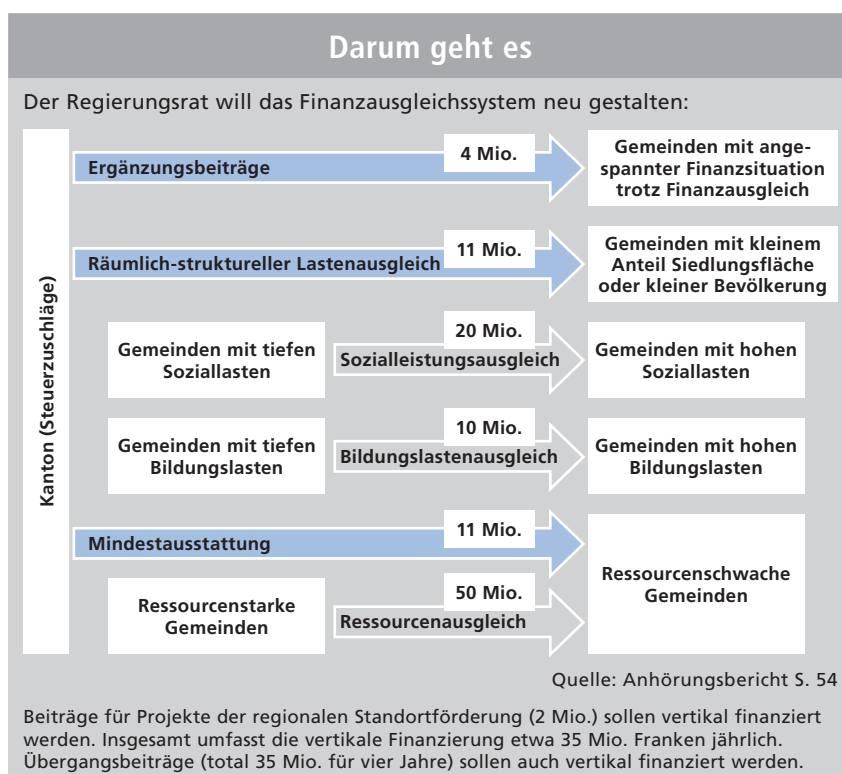 Darum geht es
Der Regierungsrat will das Finanzausgleichssystem neu gestalten:
Kanton (Steuerzuschläge)
Ergänzungsbeiträge
4 Mio.
Gemeinden mit ange-
spannter Finanzsituation
trotz Finanzausgleich
Räumlich-struktureller Lastenausgleich
11 Mio.
Gemeinden mit kleinem
Anteil Siedlungsfläche
oder kleiner Bevölkerung
Gemeinden mit tiefen
Soziallasten
20 Mio.
Sozialleistungsausgleich
Gemeinden mit hohen
Soziallasten
Gemeinden mit tiefen
Bildungslasten
10 Mio.
Bildungslastenausgleich
Gemeinden mit hohen
Bildungslasten
Mindestausstattung
11 Mio.
Ressourcenstarke
Gemeinden
50 Mio.
Ressourcenausgleich
Ressourcenschwache
Gemeinden
Quelle: Anhörungsbericht S. 54
Beiträge für Projekte der regionalen Standortförderung (2 Mio.) sollen vertikal finanziert
werden. Insgesamt umfasst die vertikale Finanzierung etwa 35 Mio. Franken jährlich.
Übergangsbeiträge (total 35 Mio. für vier Jahre) sollen auch vertikal finanziert werden.